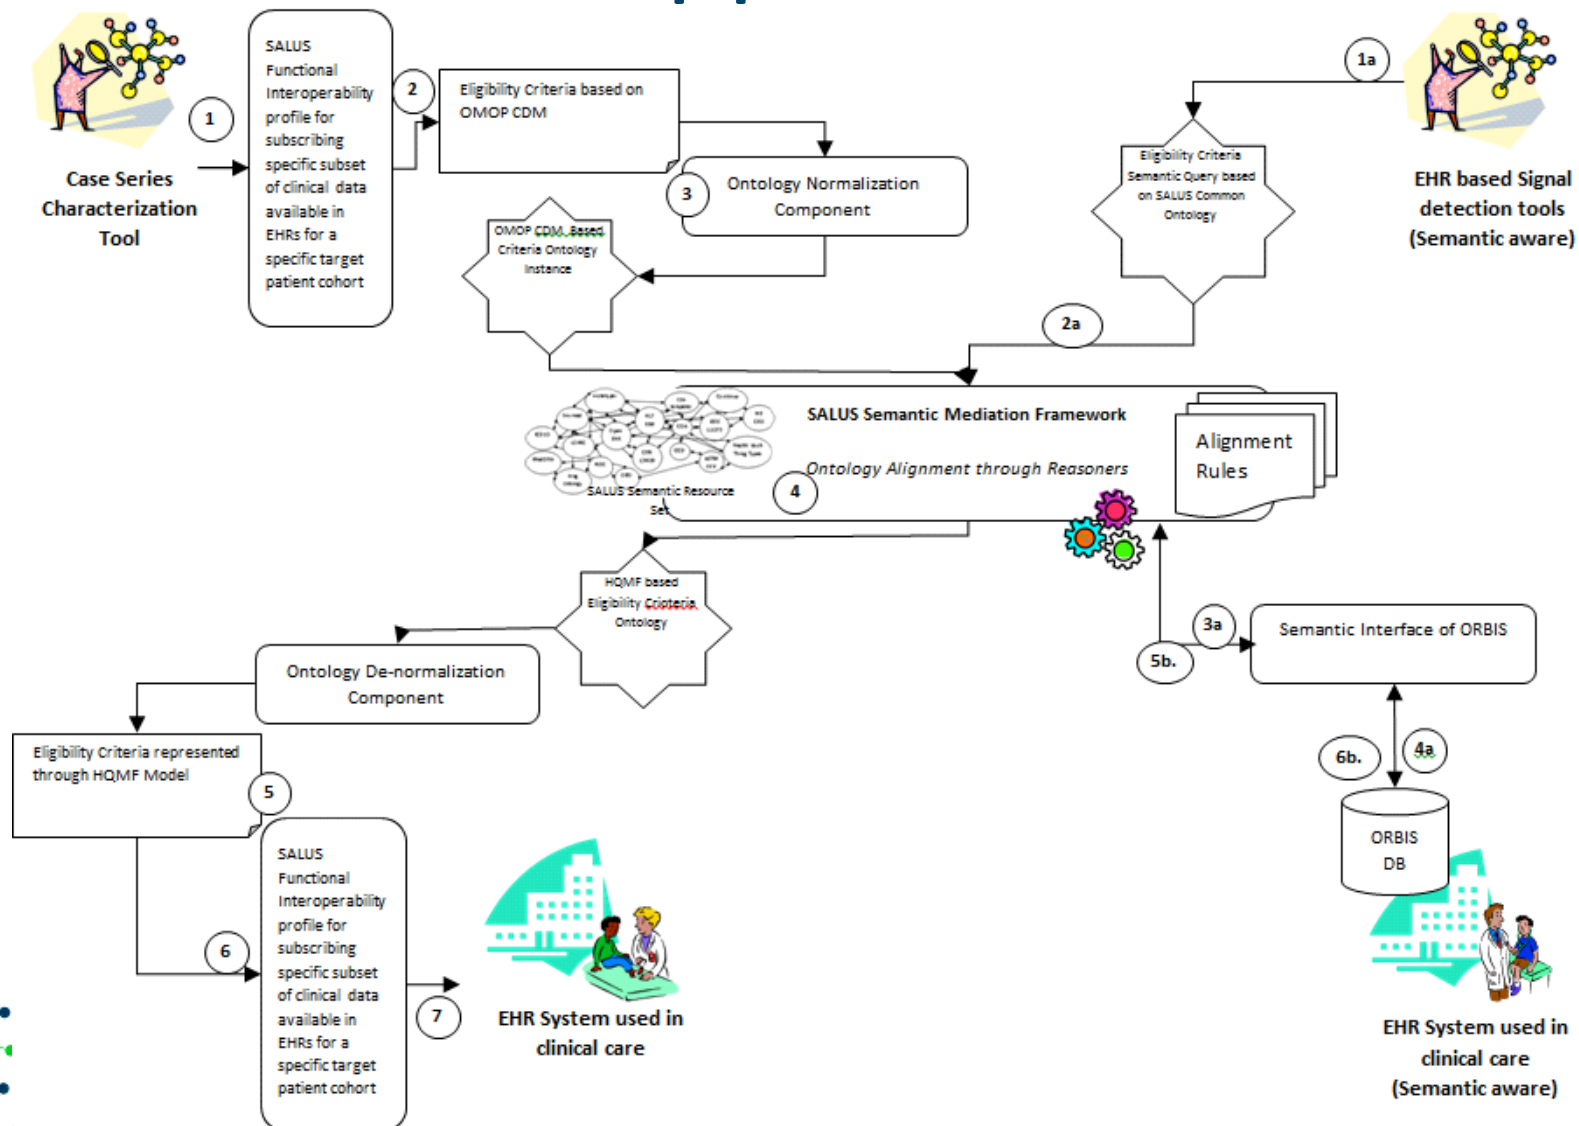 1
Case Series
Characterization
Tool
SALUS
Functional
Interoperability
profile for
subscribing
specific subset
of clinical data
available in
EHRs for a
specific target
patient cohort
2
Eligibility Criteria based on
OMOP CDM
3
Ontology Normalization
Component
OMOP CDM Based
Criteria Ontology
Instance
1a
Eligibility Criteria
Semantic Query based
on SALUS Common
Ontology
EHR based Signal
detection tools
(Semantic aware)
2a
SALUS Semantic Mediation Framework
Ontology Alignment through Reasoners
4
SALUS Semantic Resource
Set
Alignment
Rules
HQMF based
Eligibility Crioteria
Ontology
Ontology De-normalization
Component
3a
5b.
Semantic Interface of ORBIS
Eligibility Criteria represented
through HQMF Model
5
6b.
4a
ORBIS
DB
SALUS
Functional
Interoperability
profile for
subscribing
specific subset
of clinical data
available in
EHRs for a
specific target
patient cohort
6
7
EHR System used in
clinical care
EHR System used in
clinical care
(Semantic aware)